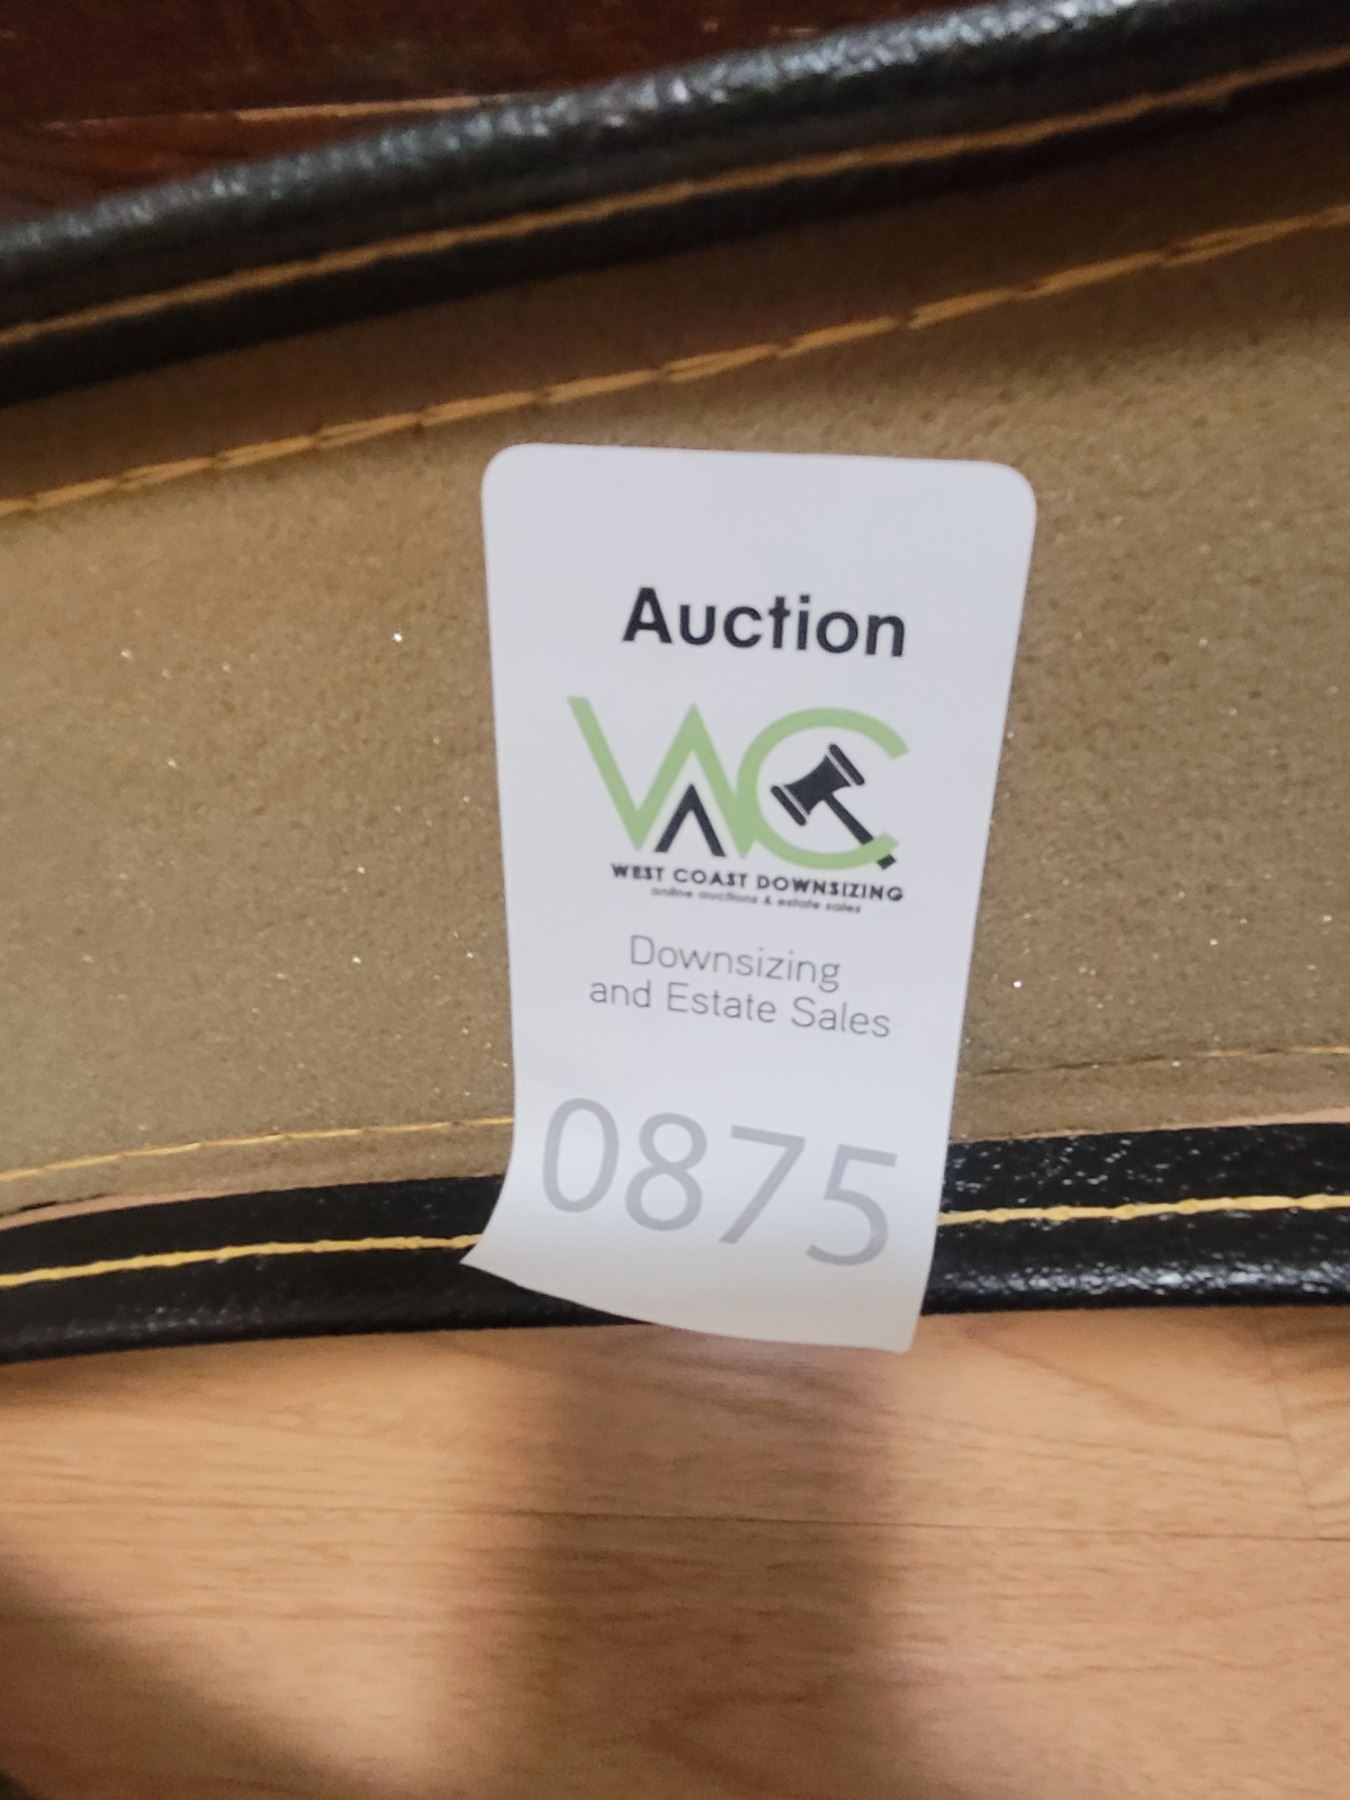 Auction
WC
WEST COAST DOWNSIZING
online auctions & estate sales
Downsizing
and Estate Sales
0875